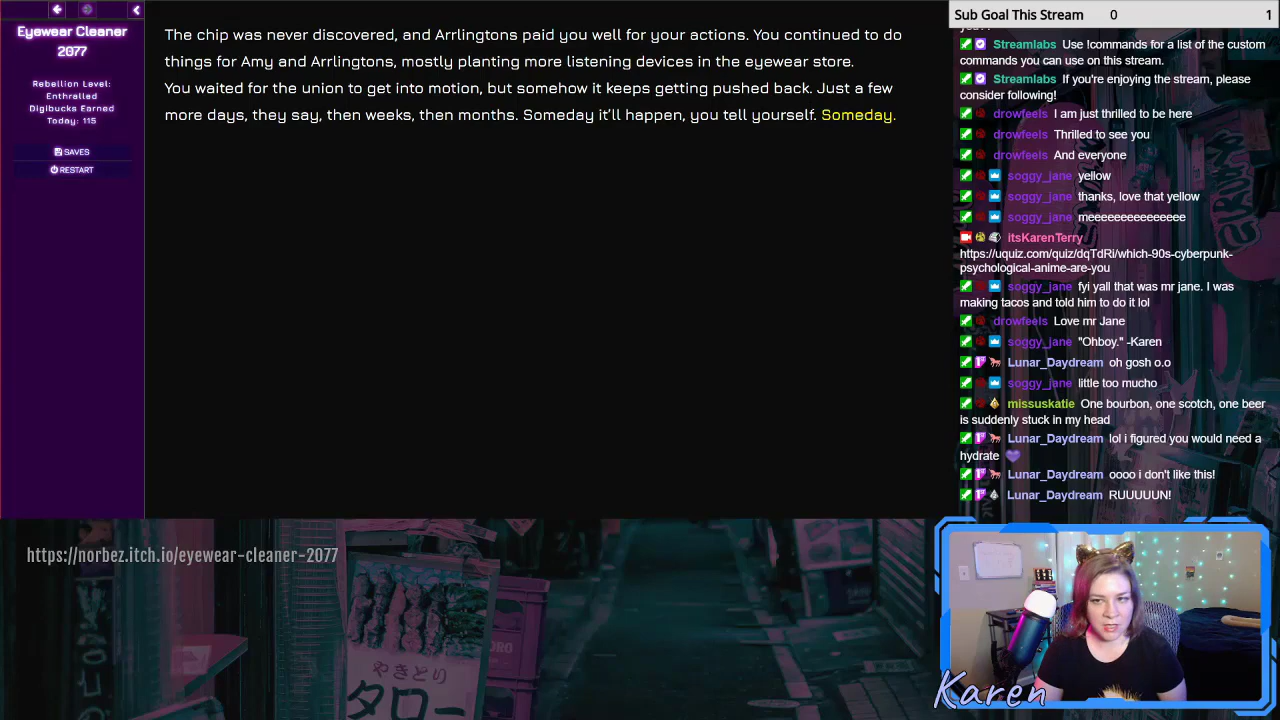 Eyewear Cleaner
2077
Rebellion Level:
Enthralled
Digibucks Earned
Today: 115
SAVES
RESTART
The chip was never discovered, and Arrlingtons paid you well for your actions. You continued to do
things for Amy and Arrlingtons, mostly planting more listening devices in the eyewear store.
You waited for the union to get into motion, but somehow it keeps getting pushed back. Just a few
more days, they say, then weeks, then months. Someday it'll happen, you tell yourself. Someday.
Sub Goal This Stream 0 1
Streamlabs Use !commands for a list of the custom
commands you can use on this stream.
Streamlabs If you're enjoying the stream, please
consider following!
drowfeels I am just thrilled to be here
drowfeels Thrilled to see you
drowfeels And everyone
soggy_jane yellow
soggy_jane thanks, love that yellow
soggy_jane meeeeeeeeeeeeeee
itsKarenTerry
https://uquiz.com/quiz/dqTdRi/which-90s-cyberpunk-
psychological-anime-are-you
soggy_jane fyi yall that was mr jane. I was
making tacos and told him to do it lol
drowfeels Love mr Jane
soggy_jane "Ohboy." -Karen
Lunar_Daydream oh gosh o.o
soggy_jane little too mucho
missuskatie One bourbon, one scotch, one beer
is suddenly stuck in my head
Lunar_Daydream lol i figured you would need a
hydrate
Lunar_Daydream oooo i don't like this!
Lunar_Daydream RUUUUUN!
https://norbez.itch.io/eyewear-cleaner-2077
やきとり
タロー
Karen